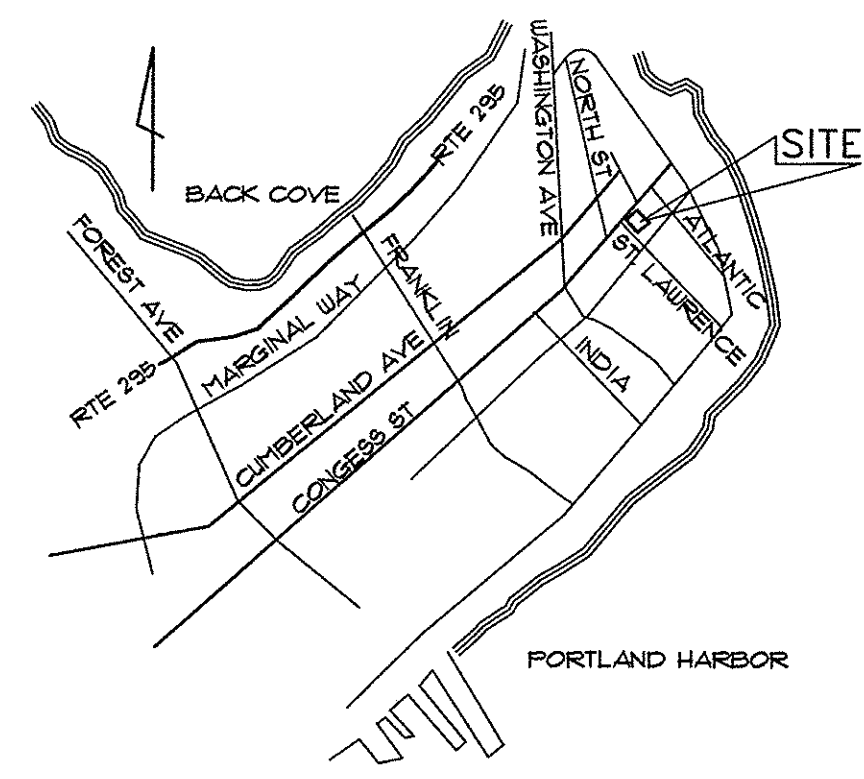 WASHINGTON AVE
NORTH ST
RTE 295
SITE
BACK COVE
FOREST AVE
FRANKLIN
ATLANTIC
ST LAWRENCE
MARGINAL WAY
RTE 295
CUMBERLAND AVE
INDIA
CONGESS ST
PORTLAND HARBOR